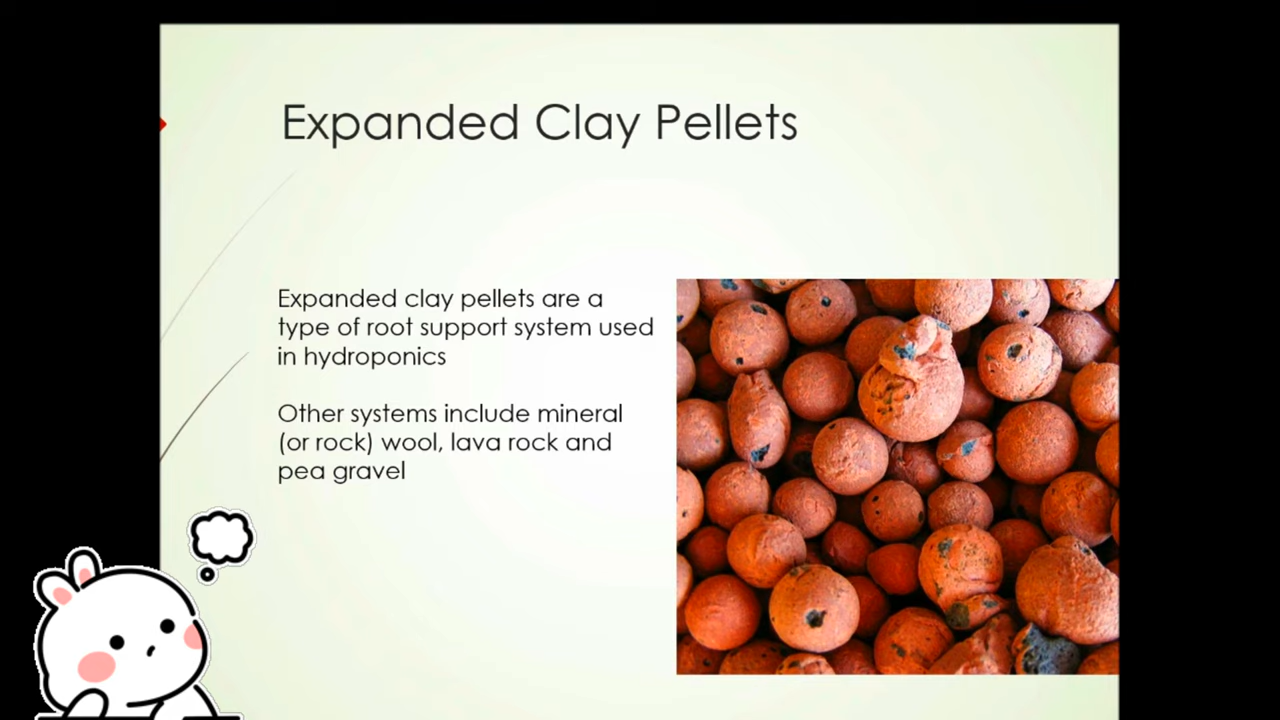 Expanded Clay Pellets
Expanded clay pellets are a
type of root support system used
in hydroponics
Other systems include mineral
(or rock) wool, lava rock and
pea gravel